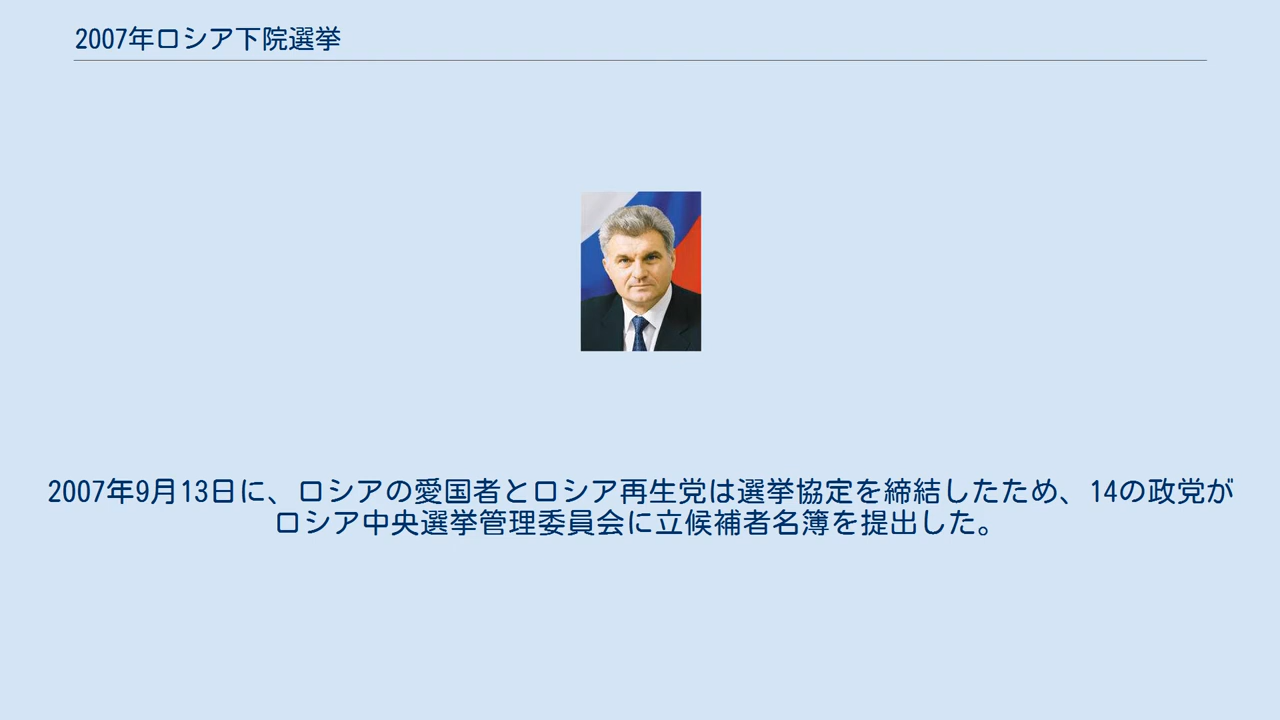 2007年ロシア下院選挙
2007年9月13日に、ロシアの愛国者とロシア再生党は選挙協定を締結したため、14の政党が
ロシア中央選挙管理委員会に立候補者名簿を提出した。